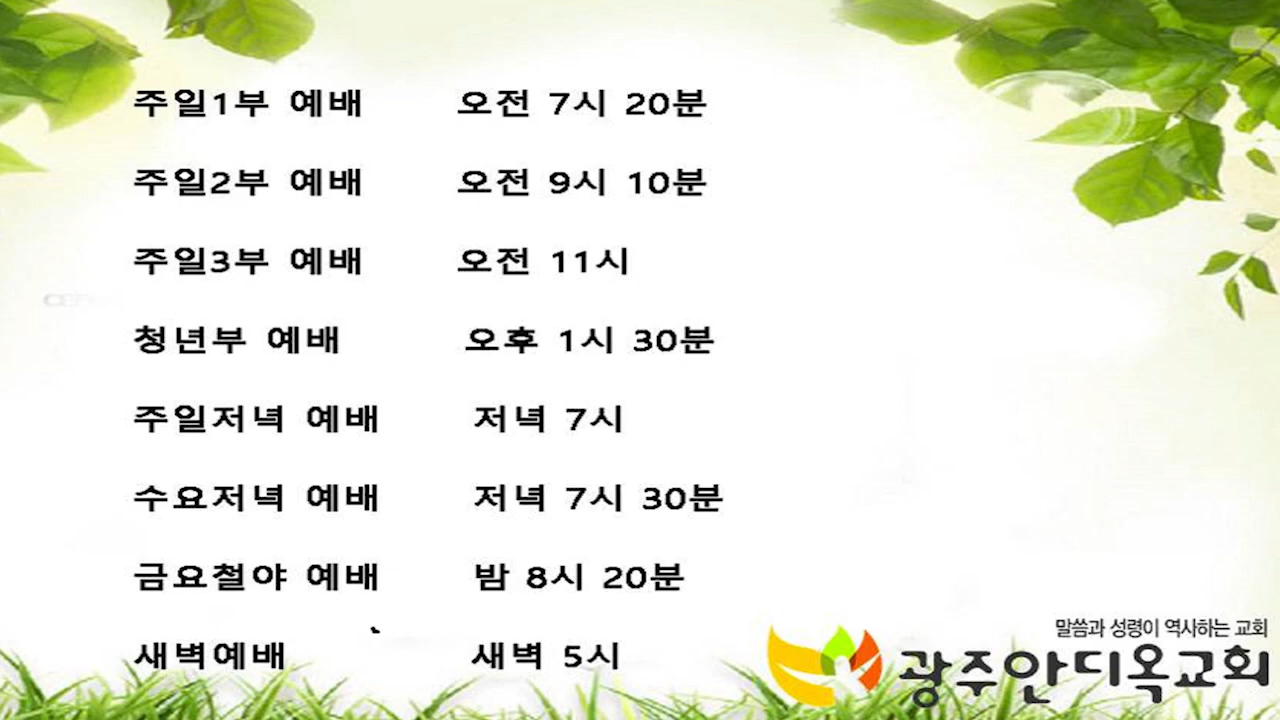 주일1부 예배 오전 7시 20분
주일2부 예배 오전 9시 10분
주일3부 예배 오전 11시
청년부 예배 오후 1시 30분
주일저녁 예배 저녁 7시
수요저녁 예배 저녁 7시 30분
금요철야 예배 밤 8시 20분
새벽예배 새벽 5시
말씀과 성령이 역사하는 교회
광주안디옥교회